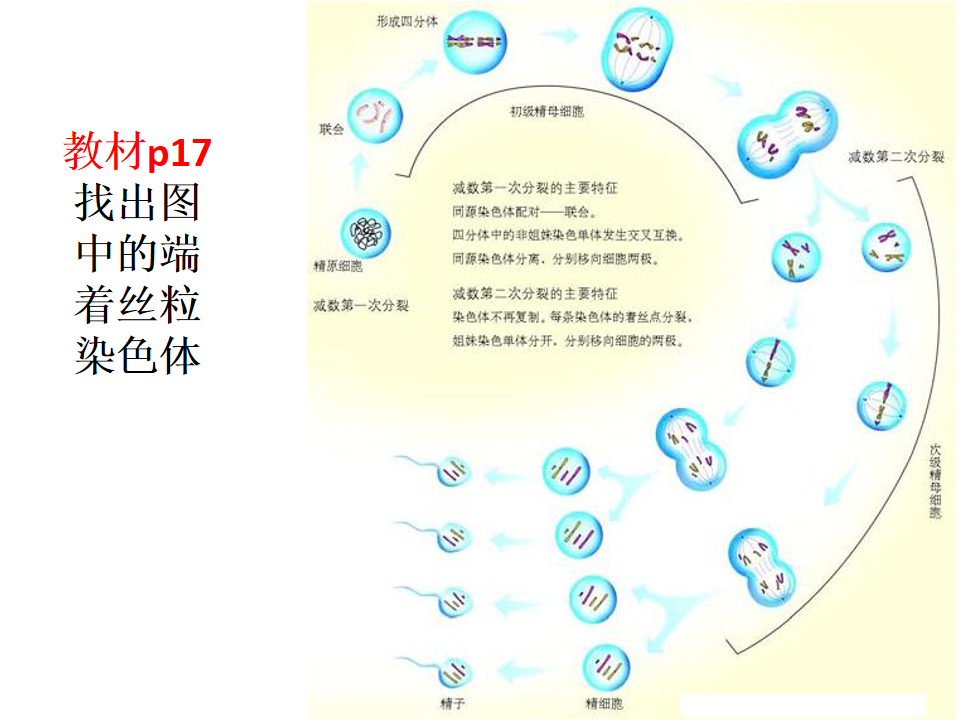 教材p17
找出图
中的端
着丝粒
染色体
形成四分体
联会
初级精母细胞
减数第二次分裂
精原细胞
减数第一次分裂
减数第一次分裂的主要特征
同源染色体配对——联会。
四分体中的非姐妹染色单体发生交叉互换。
同源染色体分离，分别移向细胞两极。
减数第二次分裂的主要特征
染色体不再复制。每条染色体的着丝点分裂、
姐妹染色单体分开，分别移向细胞的两极。
次级精母细胞
精子
精细胞